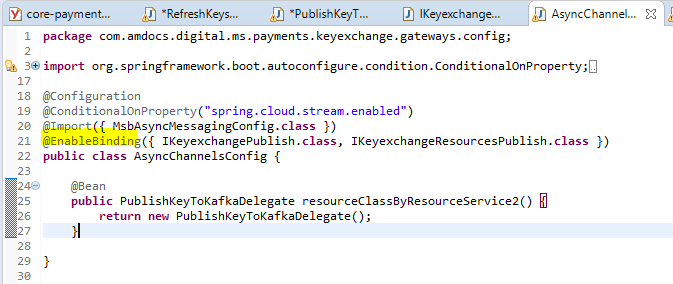 core-payment... *RefreshKeys... *PublishKeyT... IKeyexchange... AsyncChannel...
1 package com.amdocs.digital.ms.payments.keyexchange.gateways.config;
2
3 import org.springframework.boot.autoconfigure.condition.ConditionalOnProperty;
17
18 @Configuration
19 @ConditionalOnProperty("spring.cloud.stream.enabled")
20 @Import({ MsbAsyncMessagingConfig.class })
21 @EnableBinding({ IKeyexchangePublish.class, IKeyexchangeResourcesPublish.class })
22 public class AsyncChannelsConfig {
23
24 @Bean
25 public PublishKeyToKafkaDelegate resourceClassByResourceService2() {
26 return new PublishKeyToKafkaDelegate();
27 }
28
29 }
30